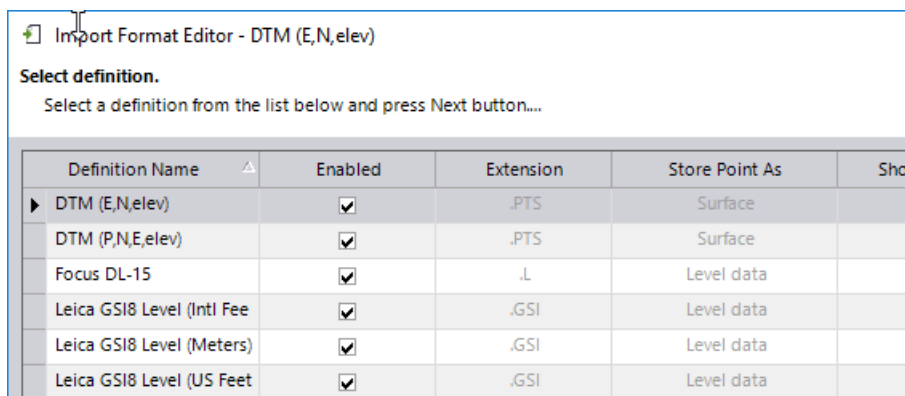 Import Format Editor - DTM (E,N,elev)
Select definition.
Select a definition from the list below and press Next button....
Definition Name Enabled Extension Store Point As Sho
DTM (E,N,elev) .PTS Surface
DTM (P,N,E,elev) .PTS Surface
Focus DL-15 .L Level data
Leica GSI8 Level (Intl Fee .GSI Level data
Leica GSI8 Level (Meters) .GSI Level data
Leica GSI8 Level (US Feet .GSI Level data